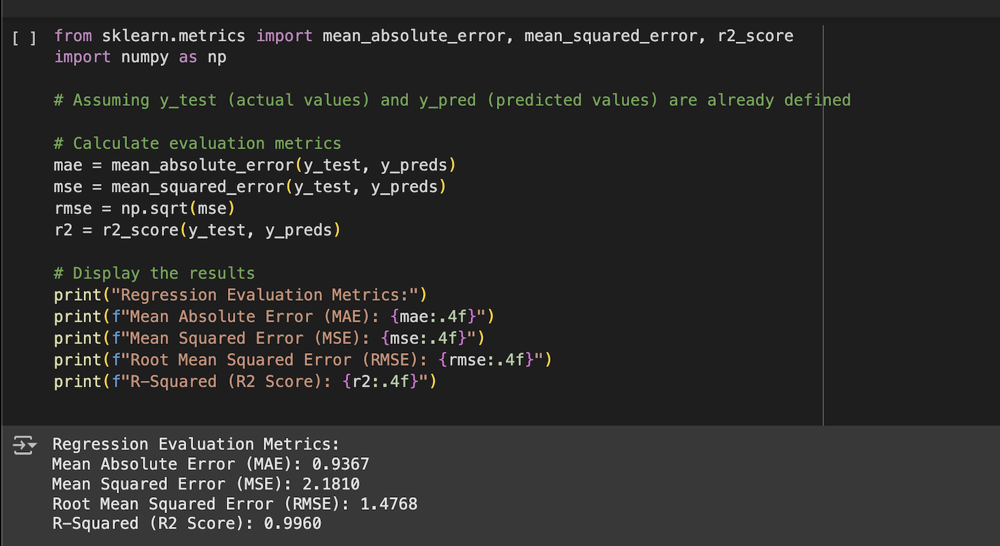 [ ] from sklearn.metrics import mean_absolute_error, mean_squared_error, r2_score
import numpy as np
# Assuming y_test (actual values) and y_pred (predicted values) are already defined
# Calculate evaluation metrics
mae = mean_absolute_error(y_test, y_preds)
mse = mean_squared_error(y_test, y_preds)
rmse = np.sqrt(mse)
r2 = r2_score(y_test, y_preds)
# Display the results
print("Regression Evaluation Metrics:")
print(f"Mean Absolute Error (MAE): {mae:.4f}")
print(f"Mean Squared Error (MSE): {mse:.4f}")
print(f"Root Mean Squared Error (RMSE): {rmse:.4f}")
print(f"R-Squared (R2 Score): {r2:.4f}")
Regression Evaluation Metrics:
Mean Absolute Error (MAE): 0.9367
Mean Squared Error (MSE): 2.1810
Root Mean Squared Error (RMSE): 1.4768
R-Squared (R2 Score): 0.9960